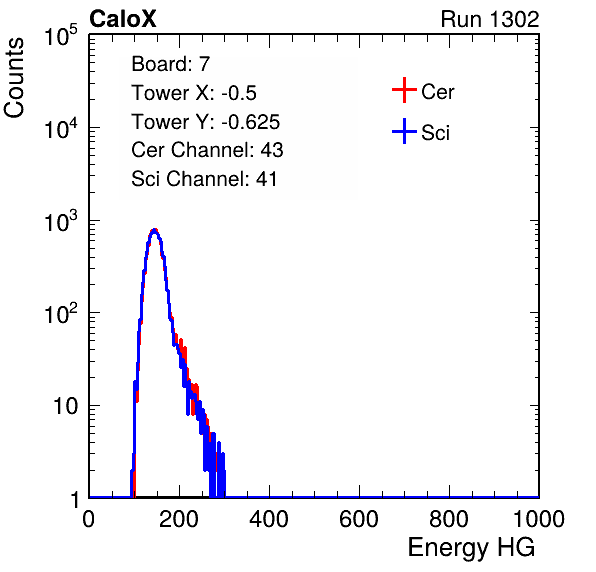 CaloX Run 1302
Counts
10^5
10^4
10^3
10^2
10
1
Board: 7
Tower X: -0.5
Tower Y: -0.625
Cer Channel: 43
Sci Channel: 41
Cer
Sci
0 200 400 600 800 1000
Energy HG